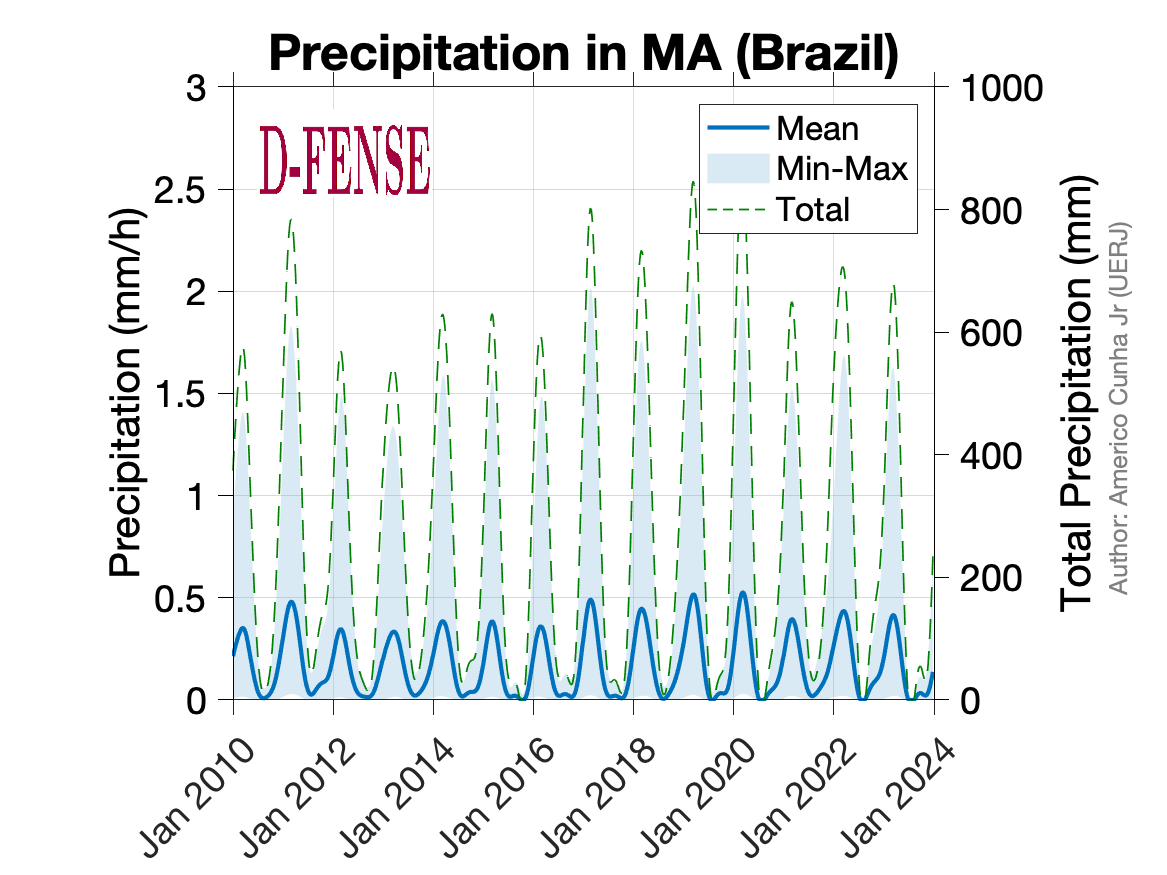 Precipitation in MA (Brazil)
D-FENSE
Mean
Min-Max
Total
Precipitation (mm/h)
3
2.5
2
1.5
1
0.5
0
1000
800
600
400
200
0
Total Precipitation (mm)
Author: Americo Cunha Jr (UERJ)
Jan 2010
Jan 2012
Jan 2014
Jan 2016
Jan 2018
Jan 2020
Jan 2022
Jan 2024